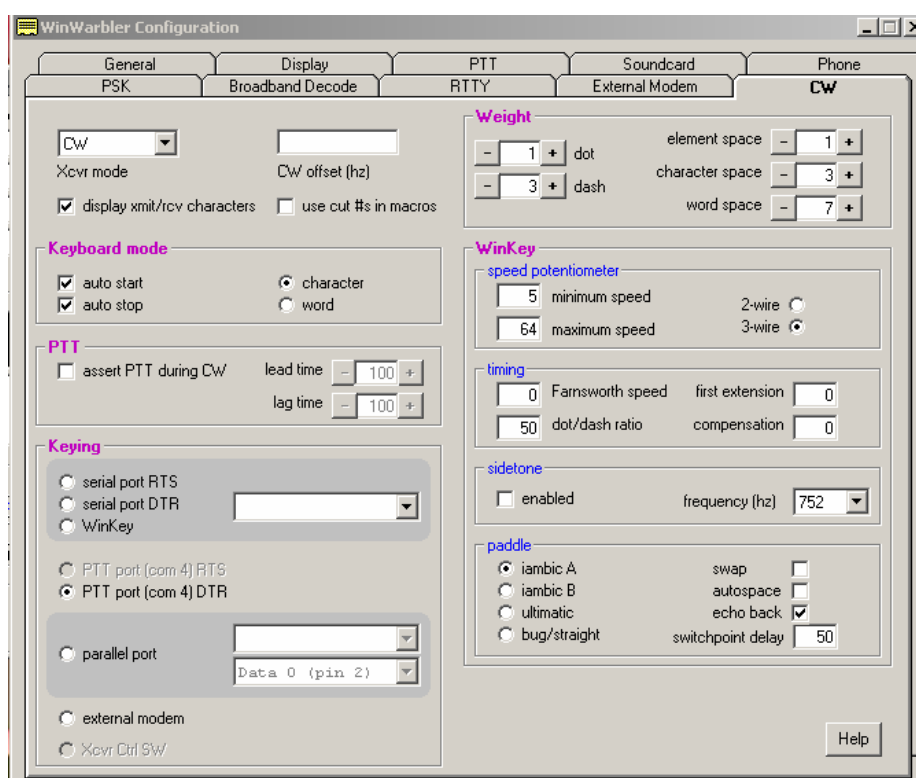 WinWarbler Configuration
General Display PTT Soundcard Phone
PSK Broadband Decode RTTY External Modem CW
CW
Xcvr mode CW offset (hz)
display xmit/rcv characters use cut #s in macros
Keyboard mode
auto start character
auto stop word
PTT
assert PTT during CW lead time - 100 +
lag time - 100 +
Keying
serial port RTS
serial port DTR
WinKey
PTT port (com 4) RTS
PTT port (com 4) DTR
parallel port
Data 0 (pin 2)
external modem
Xcvr Ctrl SW
Weight
- 1 + dot element space - 1 +
- 3 + dash character space - 3 +
word space - 7 +
WinKey
speed potentiometer
5 minimum speed 2-wire
64 maximum speed 3-wire
timing
0 Farnsworth speed first extension 0
50 dot/dash ratio compensation 0
sidetone
enabled frequency (hz) 752
paddle
iambic A swap
iambic B autospace
ultimatic echo back
bug/straight switchpoint delay 50
Help